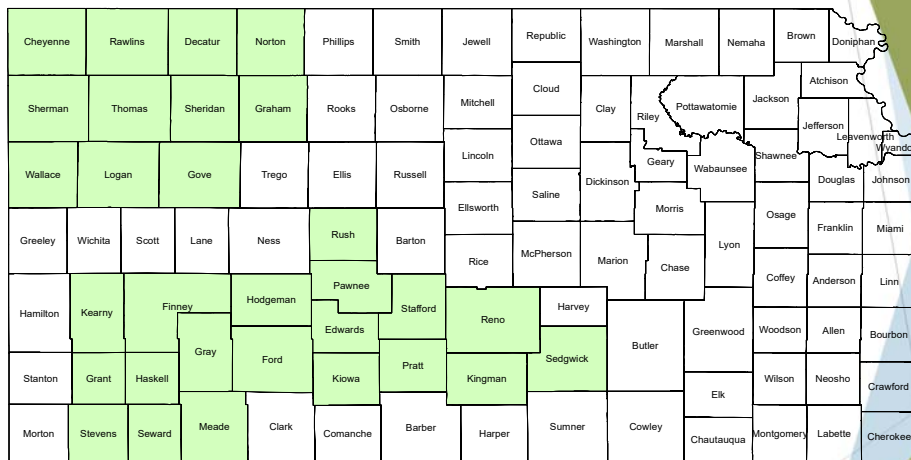 Cheyenne
Rawlins
Decatur
Norton
Phillips
Smith
Jewell
Republic
Washington
Marshall
Nemaha
Brown
Doniphan
Sherman
Thomas
Sheridan
Graham
Rooks
Osborne
Mitchell
Cloud
Clay
Riley
Pottawatomie
Jackson
Atchison
Jefferson
Leavenworth
Wyando
Wallace
Logan
Gove
Trego
Ellis
Russell
Lincoln
Ottawa
Saline
Dickinson
Geary
Wabaunsee
Shawnee
Douglas
Johnson
Greeley
Wichita
Scott
Lane
Ness
Rush
Barton
Ellsworth
Rice
McPherson
Marion
Morris
Chase
Lyon
Osage
Franklin
Miami
Hamilton
Kearny
Finney
Hodgeman
Pawnee
Stafford
Edwards
Reno
Harvey
Butler
Greenwood
Coffey
Anderson
Linn
Woodson
Allen
Bourbon
Stanton
Grant
Haskell
Gray
Ford
Kiowa
Pratt
Kingman
Sedgwick
Elk
Wilson
Neosho
Crawford
Morton
Stevens
Seward
Meade
Clark
Comanche
Barber
Harper
Sumner
Cowley
Chautauqua
Montgomery
Labette
Cherokee